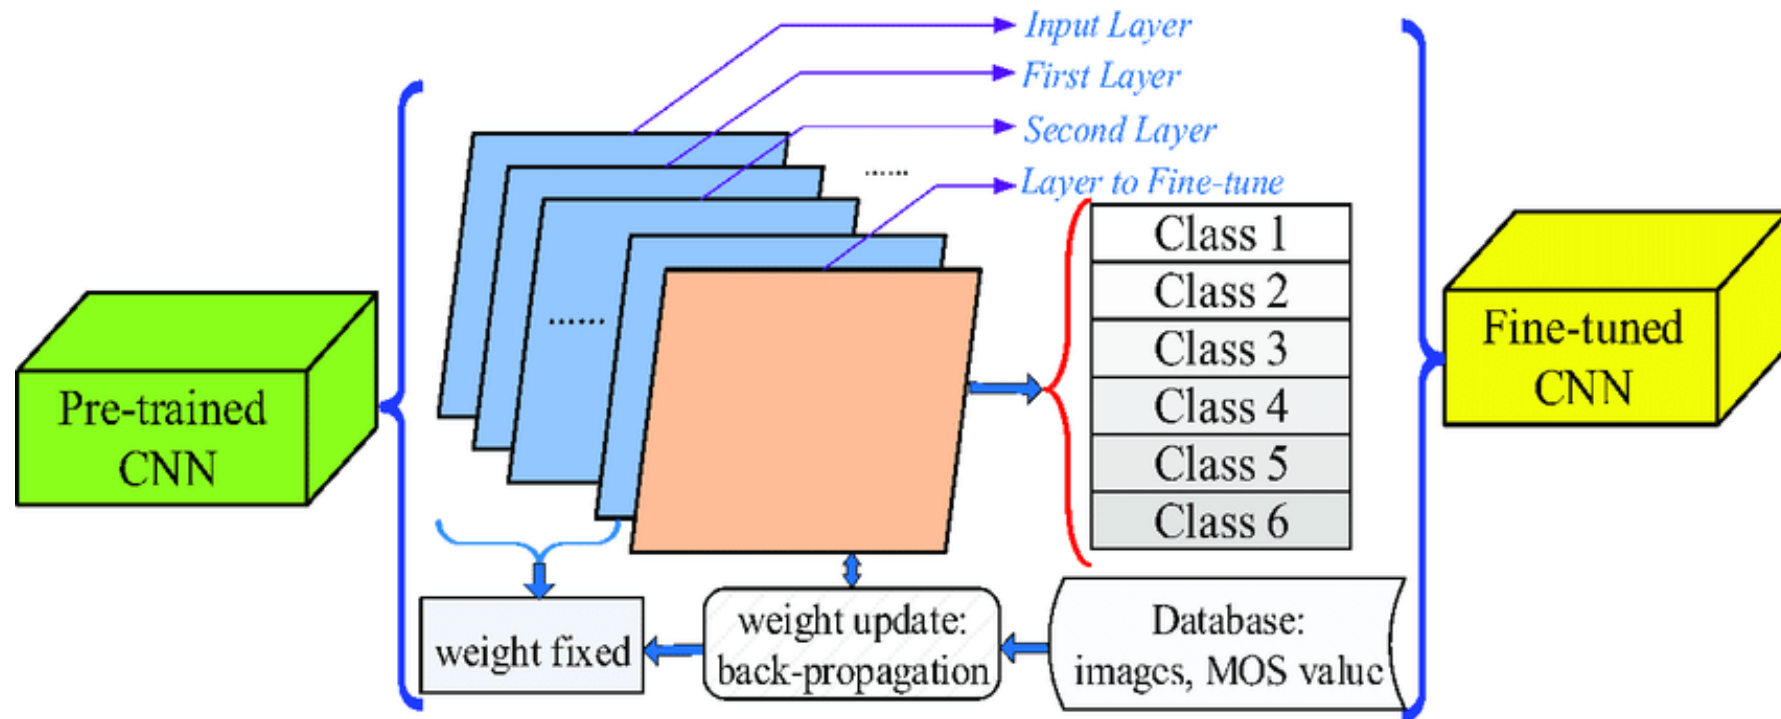 Input Layer
First Layer
Second Layer
......
Layer to Fine-tune
Class 1
Class 2
Class 3
Class 4
Class 5
Class 6
......
Pre-trained
CNN
Fine-tuned
CNN
weight fixed
weight update:
back-propagation
Database:
images, MOS value